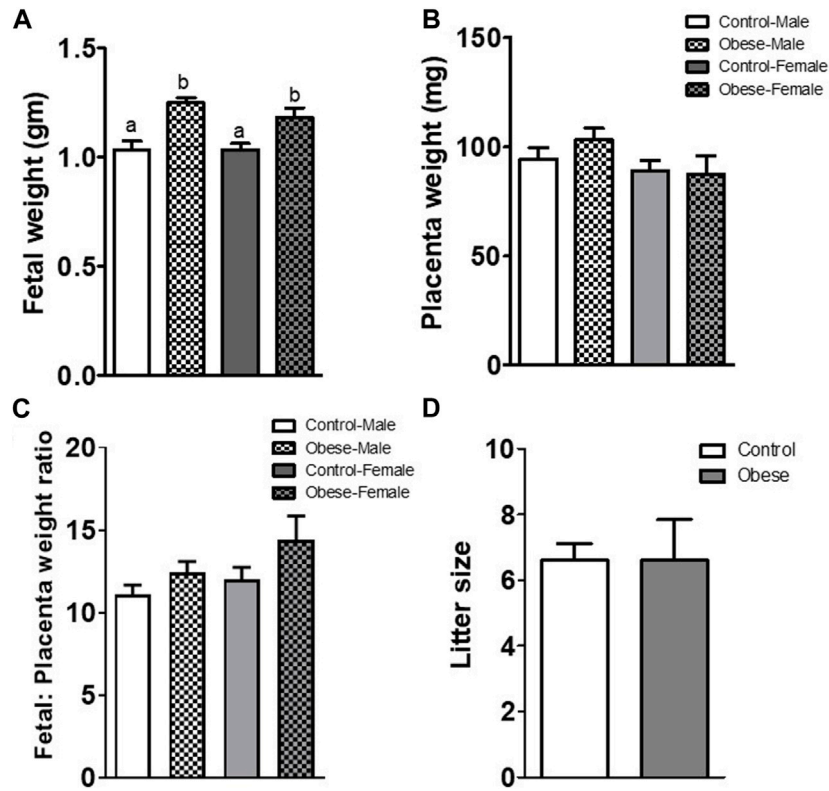 A
Fetal weight (gm)
1.5
1.0
0.5
0.0
a
b
a
b
B
Placenta weight (mg)
150
100
50
0
Control-Male
Obese-Male
Control-Female
Obese-Female
C
Fetal: Placenta weight ratio
20
15
10
5
0
Control-Male
Obese-Male
Control-Female
Obese-Female
D
Litter size
10
8
6
4
2
0
Control
Obese